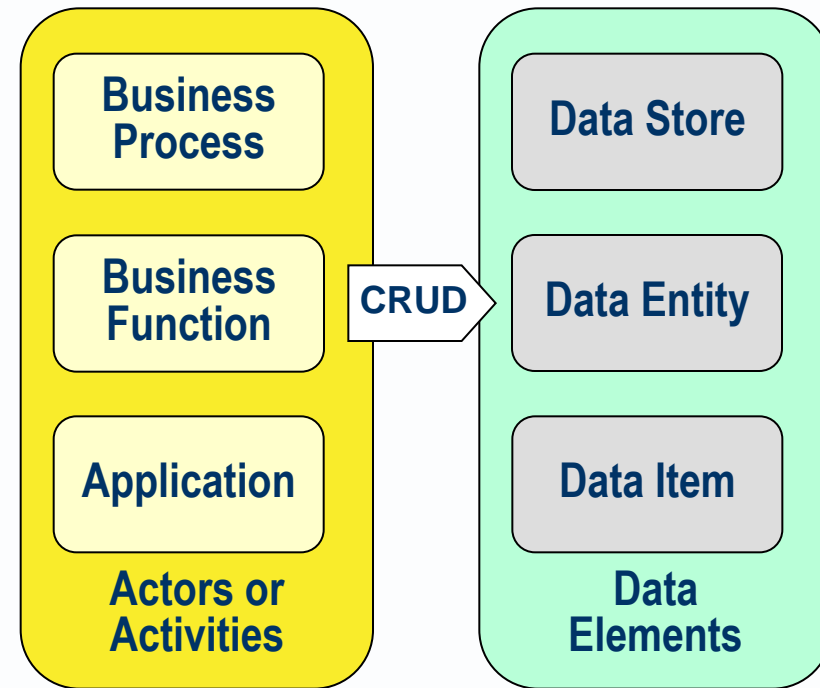 Business
Process
Business
Function
Application
Actors or
Activities
CRUD
Data Store
Data Entity
Data Item
Data
Elements